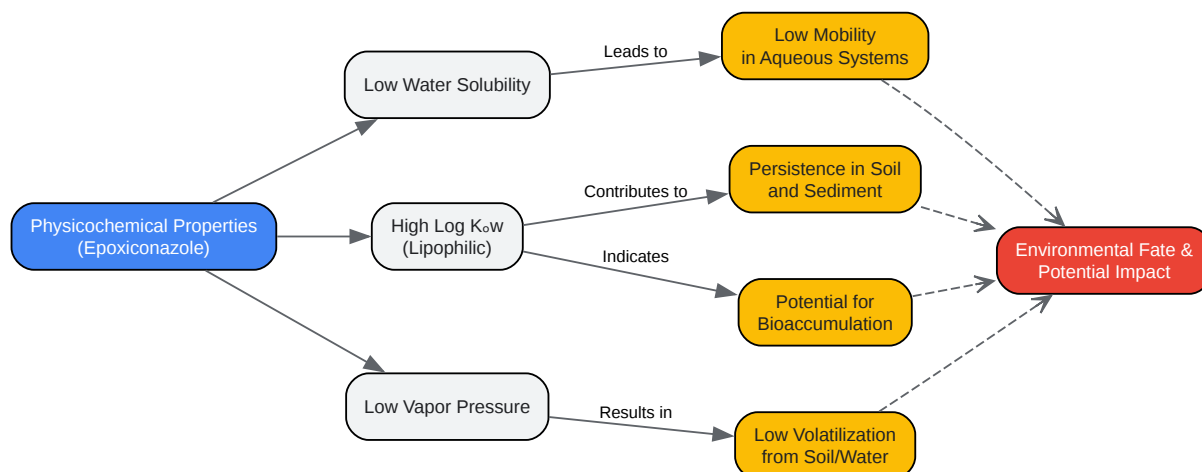 Low Mobility
in Aqueous Systems
Leads to
Low Water Solubility
Persistence in Soil
and Sediment
Contributes to
Physicochemical Properties
(Epoxiconazole)
High Log Kₒw
(Lipophilic)
Environmental Fate &
Potential Impact
Indicates
Potential for
Bioaccumulation
Low Vapor Pressure
Results in
Low Volatilization
from Soil/Water